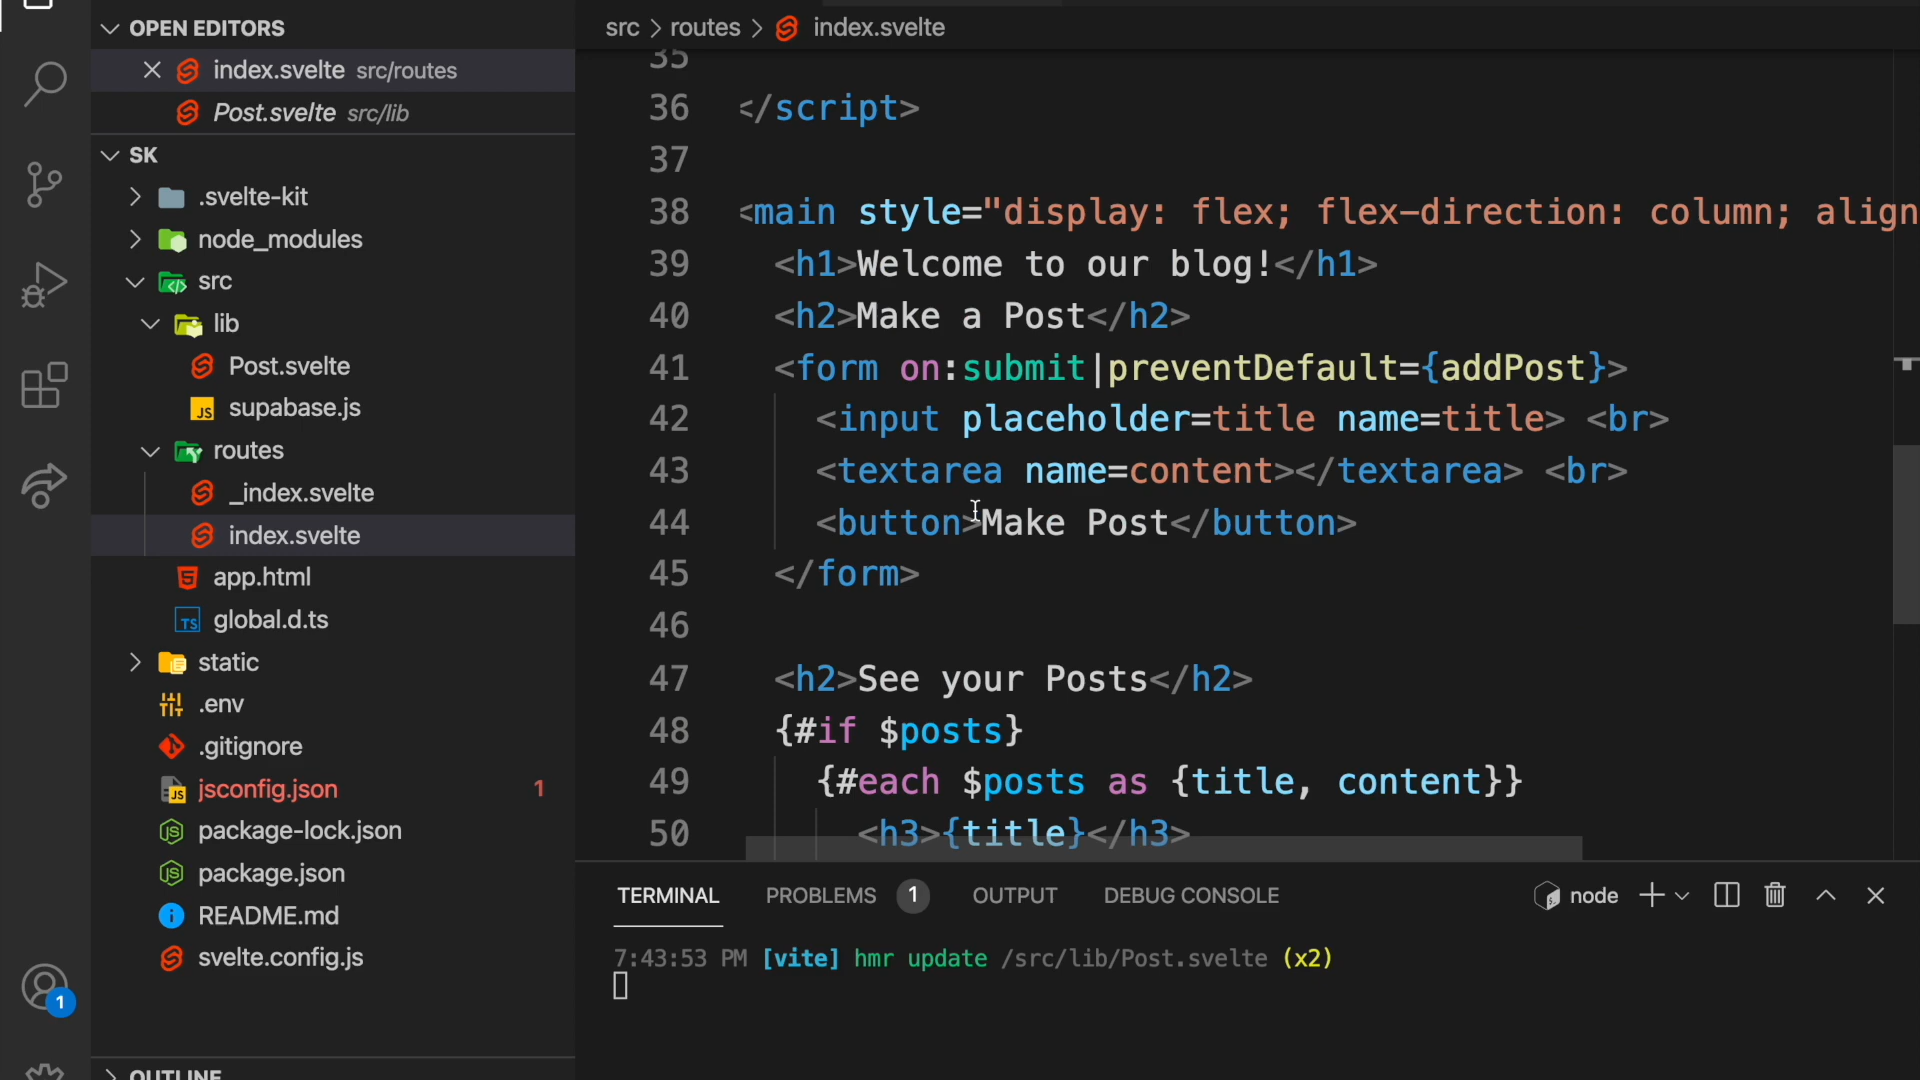 OPEN EDITORS
index.svelte src/routes
Post.svelte src/lib
SK
.svelte-kit
node_modules
src
lib
Post.svelte
JS supabase.js
routes
_index.svelte
index.svelte
app.html
TS global.d.ts
static
.env
.gitignore
JS jsconfig.json 1
JS package-lock.json
JS package.json
README.md
svelte.config.js
OUTLINE
1
src > routes > index.svelte
35
36 </script>
37
38 <main style="display: flex; flex-direction: column; align
39 <h1>Welcome to our blog!</h1>
40 <h2>Make a Post</h2>
41 <form on:submit|preventDefault={addPost}>
42 <input placeholder=title name=title> <br>
43 <textarea name=content></textarea> <br>
44 <button>Make Post</button>
45 </form>
46
47 <h2>See your Posts</h2>
48 {#if $posts}
49 {#each $posts as {title, content}}
50 <h3>{title}</h3>
TERMINAL PROBLEMS 1 OUTPUT DEBUG CONSOLE node
7:43:53 PM [vite] hmr update /src/lib/Post.svelte (x2)